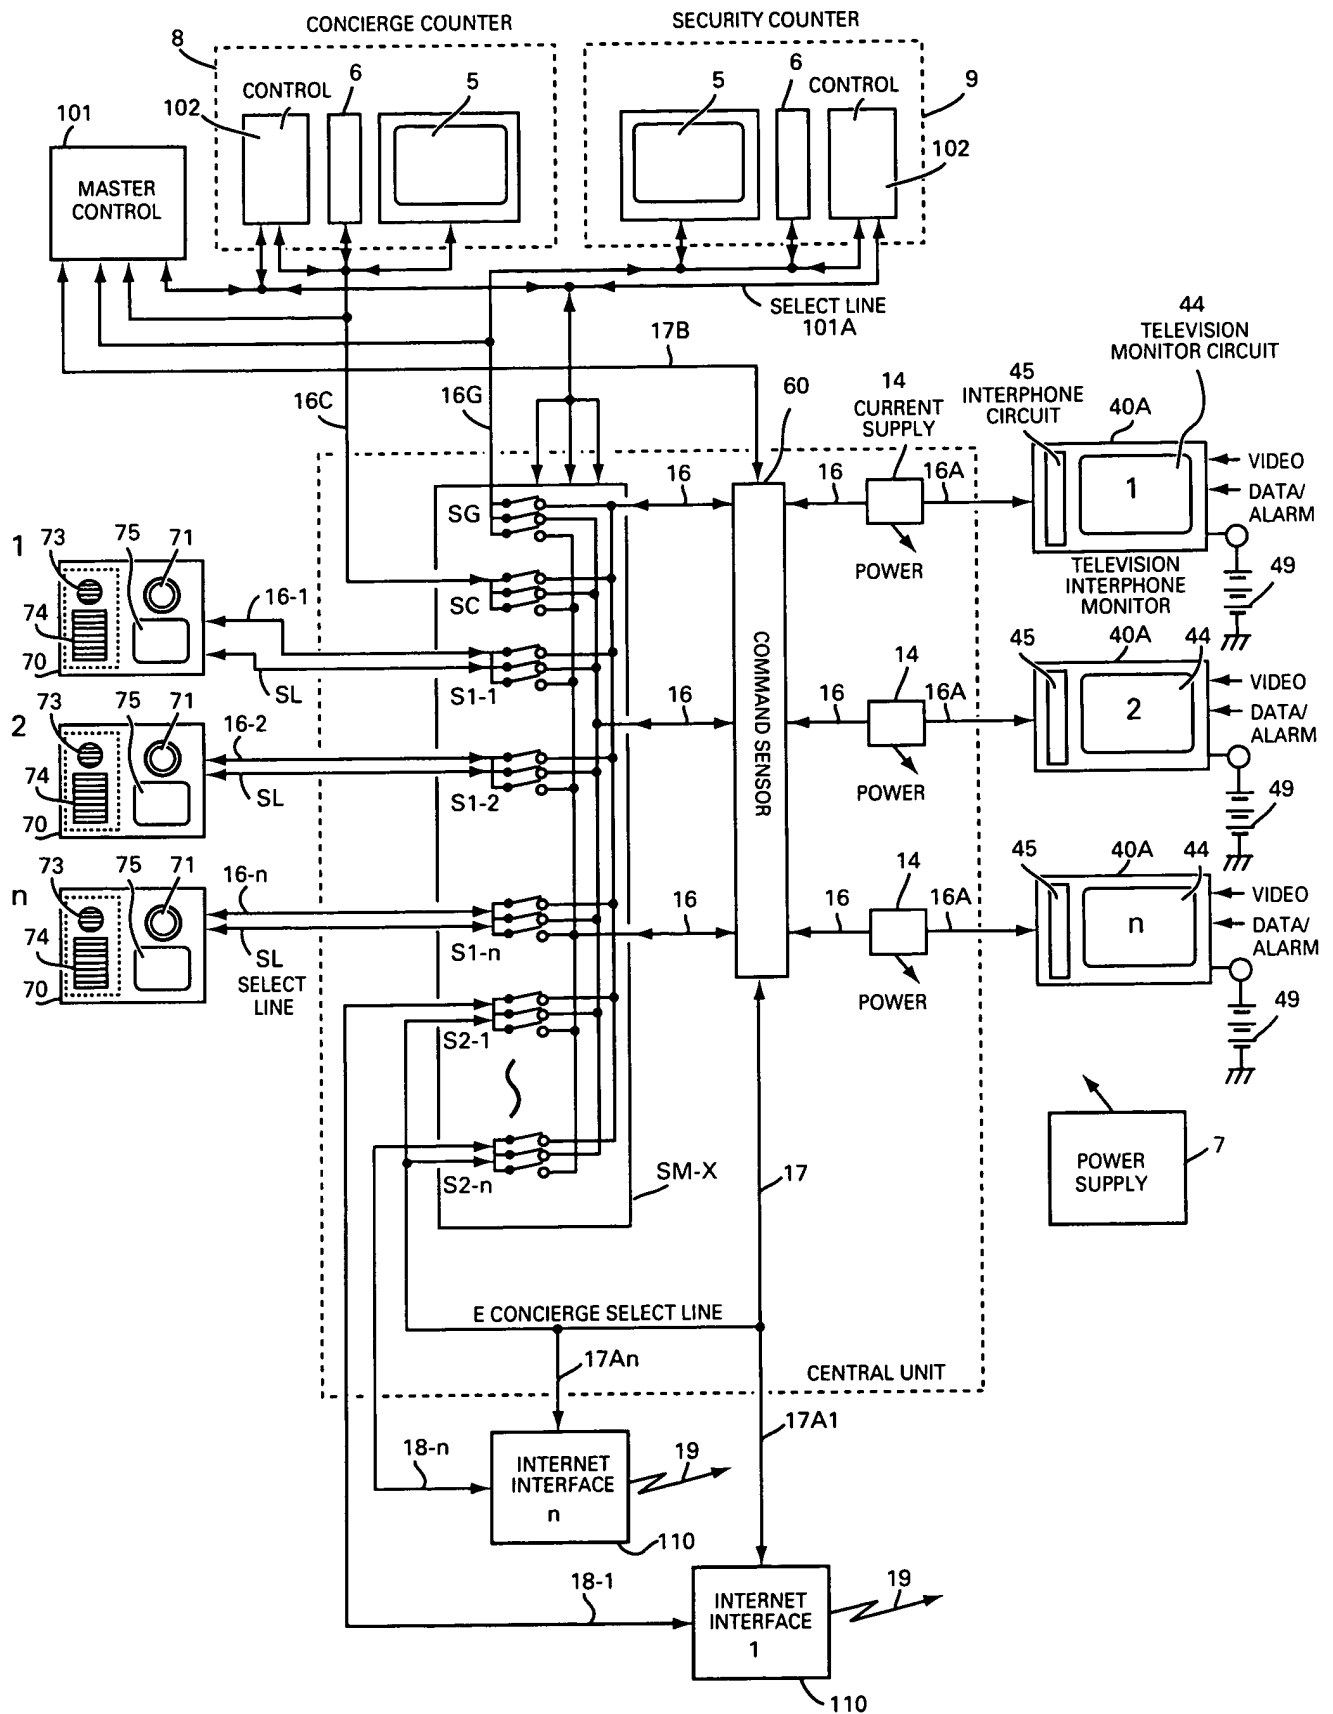 CONCIERGE COUNTER
SECURITY COUNTER
8
CONTROL
6
5
102
5
6
CONTROL
9
102
101
MASTER
CONTROL
SELECT LINE
101A
17B
16C
16G
60
14
CURRENT
SUPPLY
45
INTERPHONE
CIRCUIT
44
TELEVISION
MONITOR CIRCUIT
40A
16
16
16A
1
VIDEO
DATA/
ALARM
POWER
TELEVISION
INTERPHONE
MONITOR
49
SG
SC
S1-1
S1-2
S1-n
S2-1
S2-n
1
73
75
71
74
70
16-1
SL
2
73
75
71
74
70
16-2
SL
n
73
75
71
74
70
16-n
SL
SELECT
LINE
COMMAND SENSOR
16
16
14
16A
POWER
45
40A
44
2
VIDEO
DATA/
ALARM
49
16
16
14
16A
POWER
45
40A
44
n
VIDEO
DATA/
ALARM
49
SM-X
17
POWER
SUPPLY
7
E CONCIERGE SELECT LINE
17An
CENTRAL UNIT
17A1
18-n
INTERNET
INTERFACE
n
19
110
18-1
INTERNET
INTERFACE
1
19
110